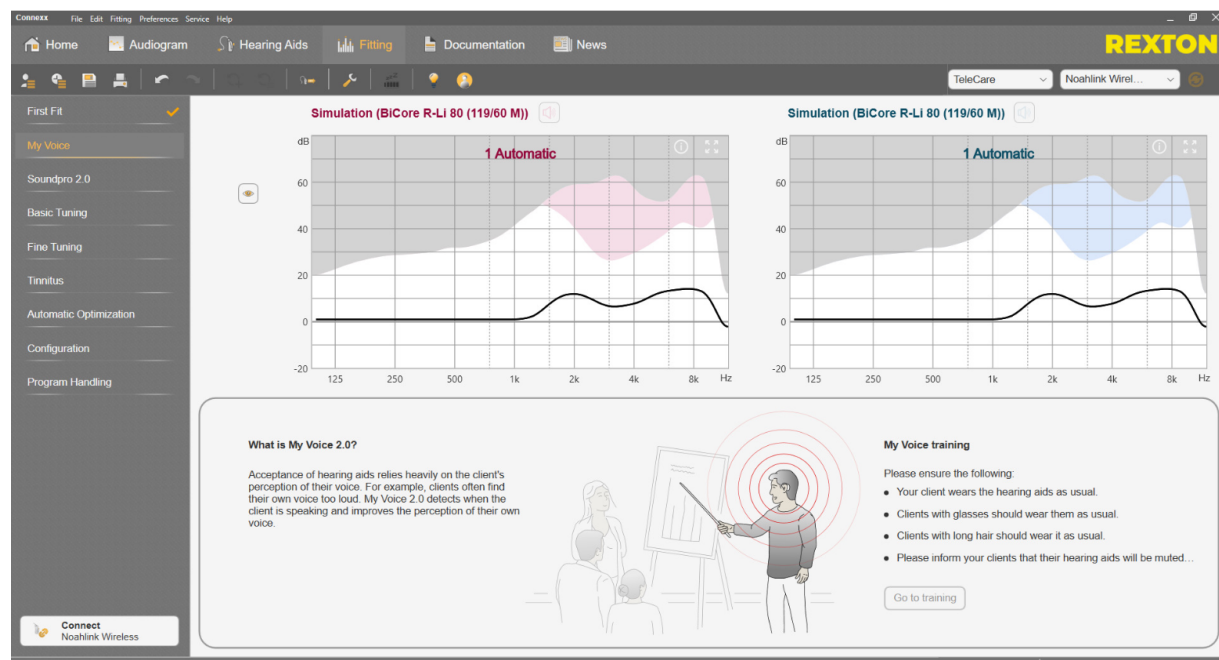 Connexx File Edit Fitting Preferences Service Help
Home Audiogram Hearing Aids Fitting Documentation News REXTON
TeleCare Noahlink Wirel...
First Fit
My Voice
Soundpro 2.0
Basic Tuning
Fine Tuning
Tinnitus
Automatic Optimization
Configuration
Program Handling
Connect
Noahlink Wireless
Simulation (BiCore R-Li 80 (119/60 M))
dB
1 Automatic
60
40
20
0
-20
125 250 500 1k 2k 4k 8k Hz
Simulation (BiCore R-Li 80 (119/60 M))
dB
1 Automatic
60
40
20
0
-20
125 250 500 1k 2k 4k 8k Hz
What is My Voice 2.0?
Acceptance of hearing aids relies heavily on the client's
perception of their voice. For example, clients often find
their own voice too loud. My Voice 2.0 detects when the
client is speaking and improves the perception of their own
voice.
My Voice training
Please ensure the following:
• Your client wears the hearing aids as usual.
• Clients with glasses should wear them as usual.
• Clients with long hair should wear it as usual.
• Please inform your clients that their hearing aids will be muted...
Go to training